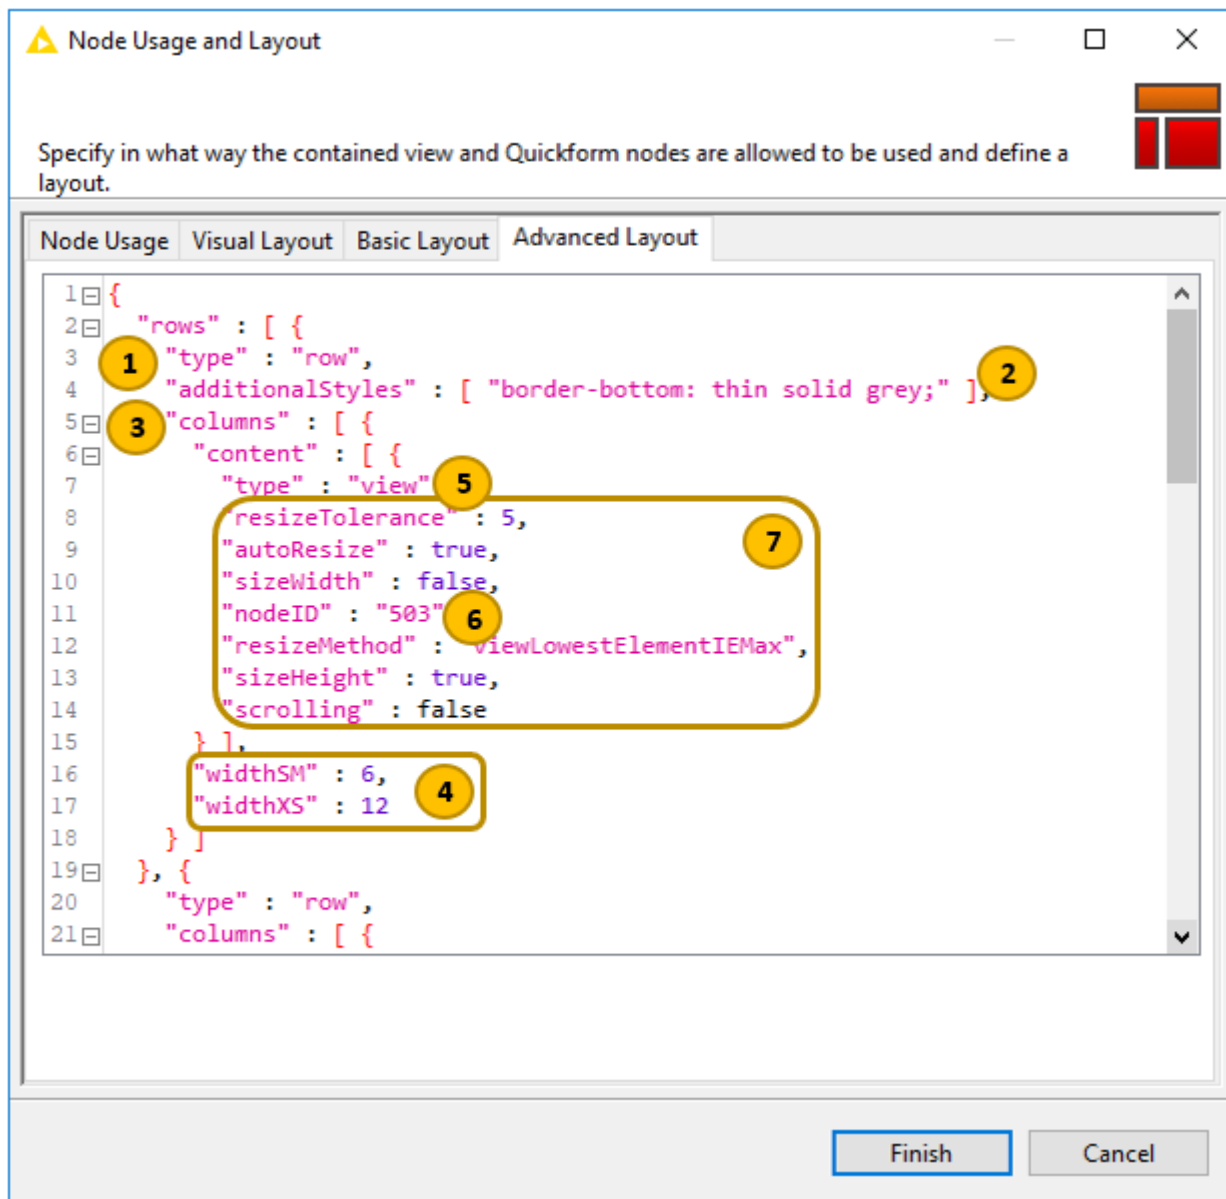 Node Usage and Layout
Specify in what way the contained view and Quickform nodes are allowed to be used and define a
layout.
Node Usage Visual Layout Basic Layout Advanced Layout
1 {
2 "rows" : [ {
3 1 "type" : "row",
4 "additionalStyles" : [ "border-bottom: thin solid grey;" ], 2
5 3 "columns" : [ {
6 "content" : [ {
7 "type" : "view" 5
8 "resizeTolerance" : 5,
9 "autoResize" : true, 7
10 "sizeWidth" : false,
11 "nodeID" : "503" 6
12 "resizeMethod" : "viewLowestElementIEMax",
13 "sizeHeight" : true,
14 "scrolling" : false
15 } ],
16 "widthSM" : 6,
17 "widthXS" : 12 4
18 } ]
19 }, {
20 "type" : "row",
21 "columns" : [ {
Finish Cancel